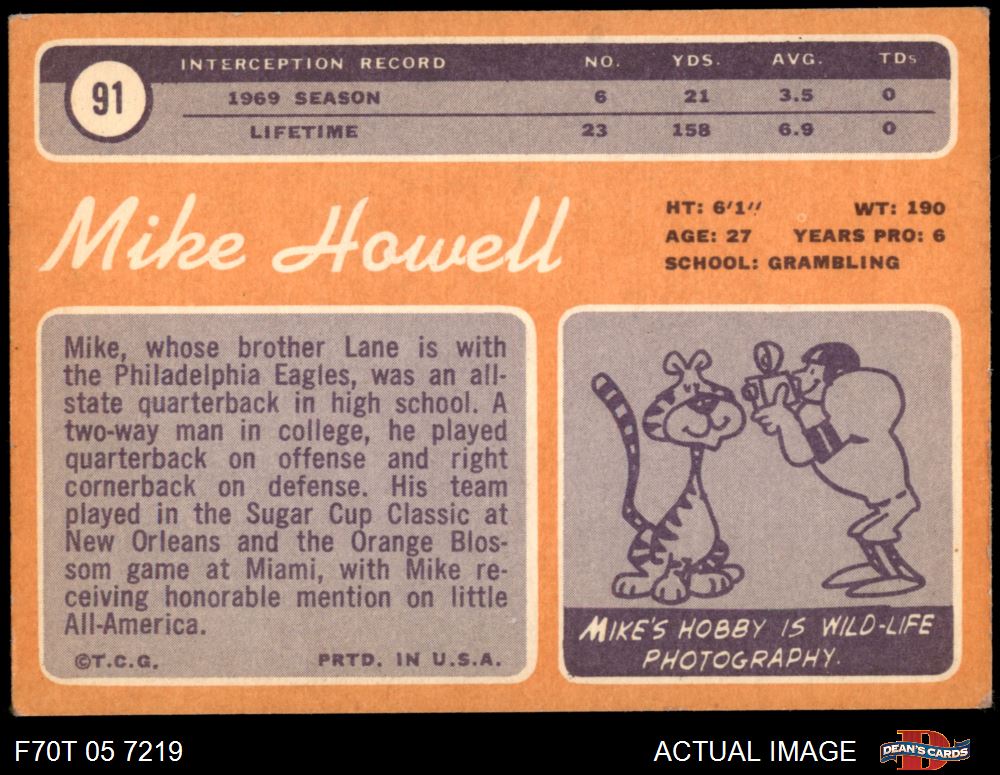 91
INTERCEPTION RECORD NO. YDS. AVG. TDs
1969 SEASON 6 21 3.5 0
LIFETIME 23 158 6.9 0
Mike Howell
HT: 6'1" WT: 190
AGE: 27 YEARS PRO: 6
SCHOOL: GRAMBLING
Mike, whose brother Lane is with
the Philadelphia Eagles, was an all-
state quarterback in high school. A
two-way man in college, he played
quarterback on offense and right
cornerback on defense. His team
played in the Sugar Cup Classic at
New Orleans and the Orange Blos-
som game at Miami, with Mike re-
ceiving honorable mention on little
All-America.
©T.C.G. PRTD. IN U.S.A.
MIKE'S HOBBY IS WILD-LIFE
PHOTOGRAPHY.
F70T 05 7219 ACTUAL IMAGE DEAN'S CARDS